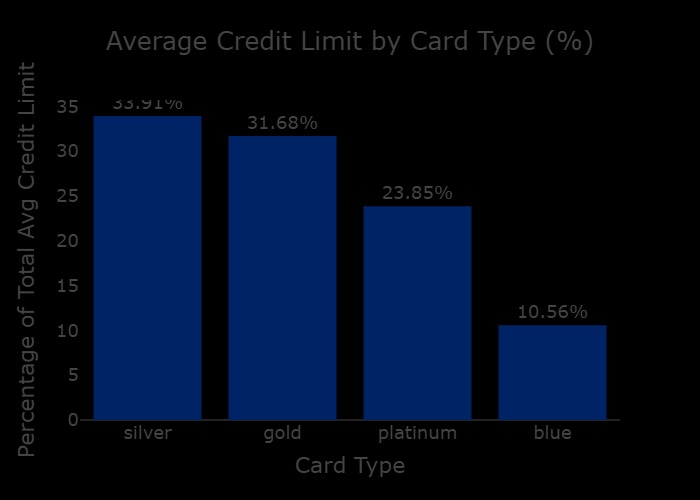 Average Credit Limit by Card Type (%)
Percentage of Total Avg Credit Limit
35
30
25
20
15
10
5
0
33.91%
31.68%
23.85%
10.56%
silver
gold
platinum
blue
Card Type